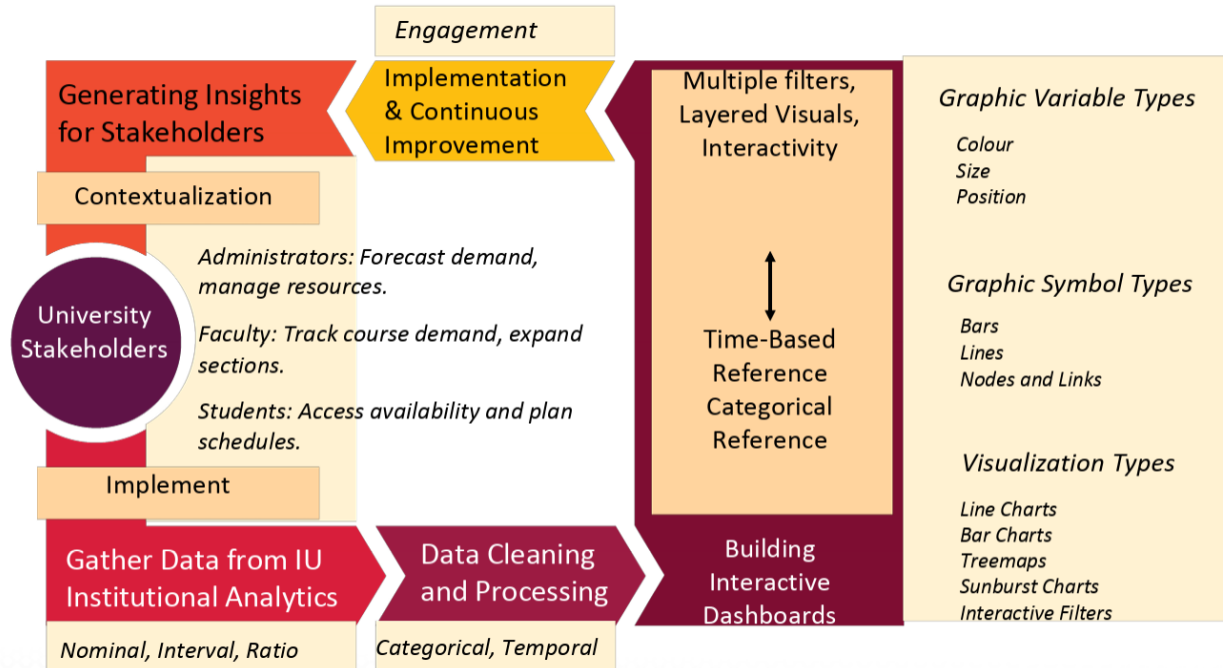 Engagement
Generating Insights
for Stakeholders
Implementation
& Continuous
Improvement
Multiple filters,
Layered Visuals,
Interactivity
Time-Based
Reference
Categorical
Reference
Graphic Variable Types
Colour
Size
Position
Graphic Symbol Types
Bars
Lines
Nodes and Links
Visualization Types
Line Charts
Bar Charts
Treemaps
Sunburst Charts
Interactive Filters
Contextualization
University
Stakeholders
Administrators: Forecast demand,
manage resources.
Faculty: Track course demand, expand
sections.
Students: Access availability and plan
schedules.
Implement
Gather Data from IU
Institutional Analytics
Data Cleaning
and Processing
Building
Interactive
Dashboards
Nominal, Interval, Ratio
Categorical, Temporal